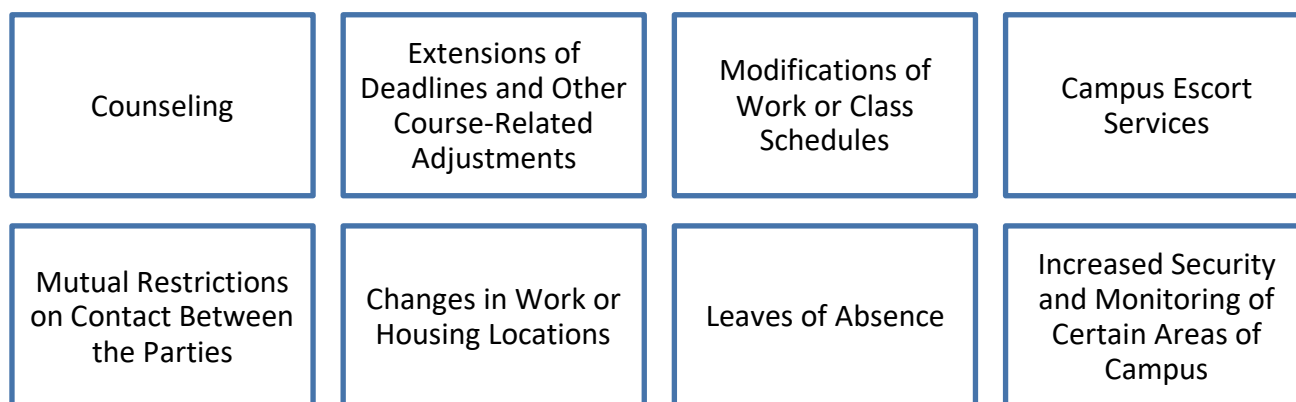 Counseling
Extensions of
Deadlines and Other
Course-Related
Adjustments
Modifications of
Work or Class
Schedules
Campus Escort
Services
Mutual Restrictions
on Contact Between
the Parties
Changes in Work or
Housing Locations
Leaves of Absence
Increased Security
and Monitoring of
Certain Areas of
Campus